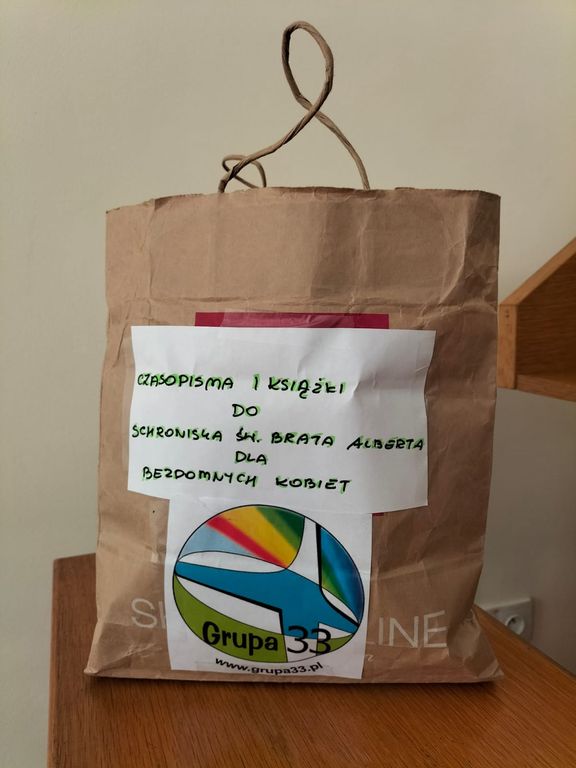 CZASOPISMA I KSIĄŻKI
DO
SCHRONISKA ŚW. BRATA ALBERTA
DLA
BEZDOMNYCH KOBIET
Grupa 33
www.grupa33.pl